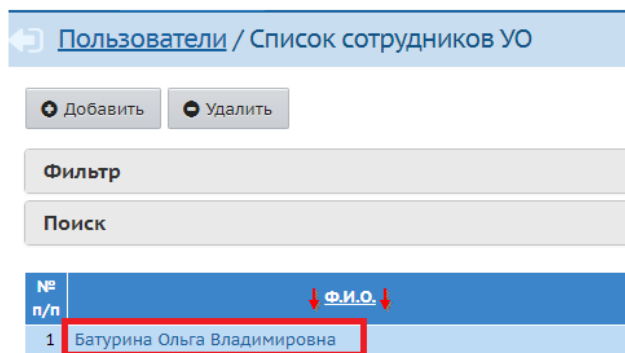 Пользователи / Список сотрудников УО
Добавить Удалить
Фильтр
Поиск
№ п/п Ф.И.О.
1 Батурина Ольга Владимировна